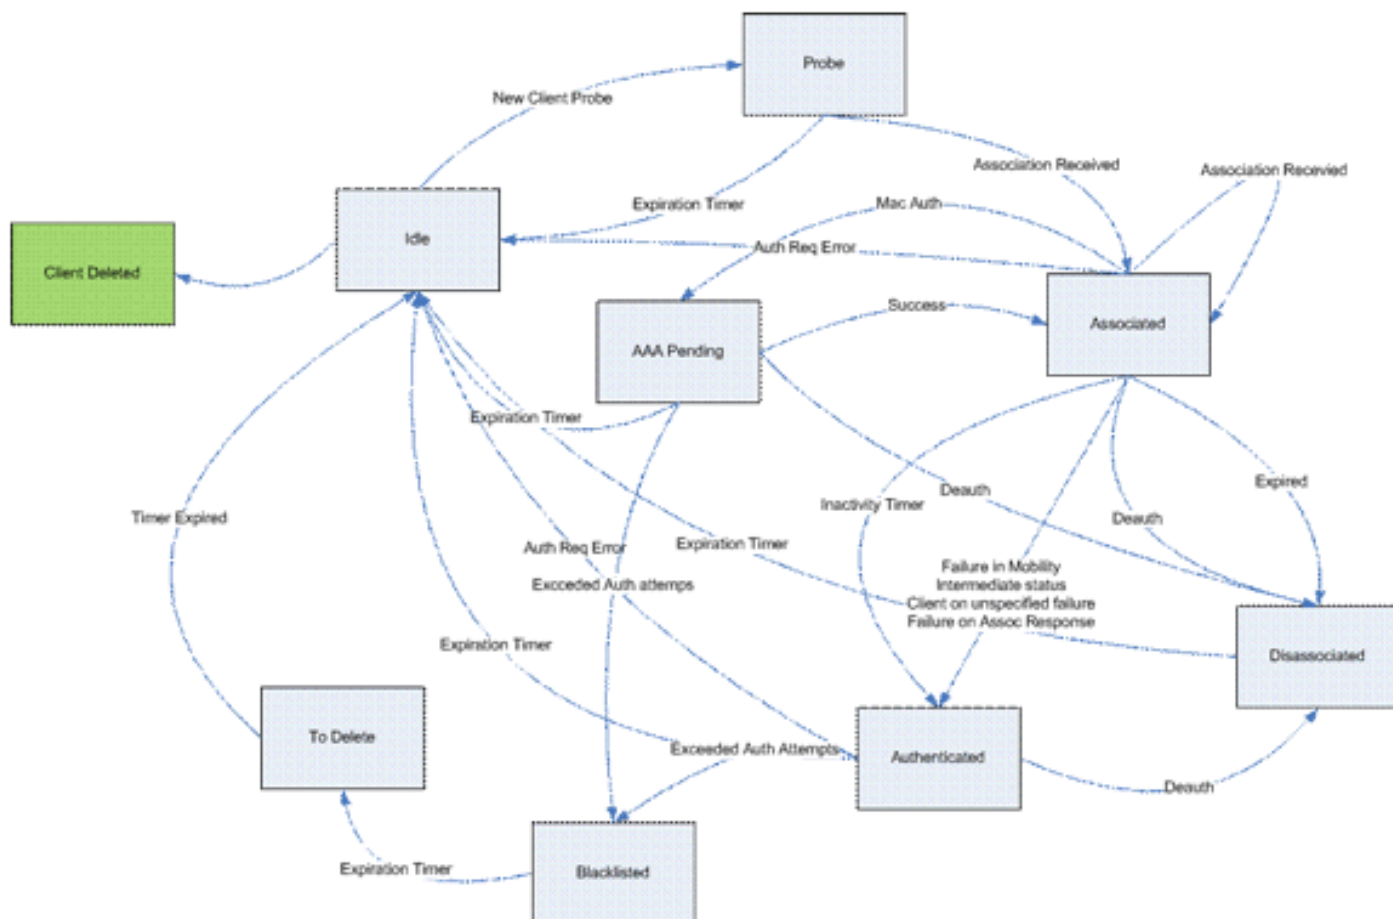 Probe
New Client Probe
Association Received
Association Recevied
Expiration Timer
Mac Auth
Idle
Auth Req Error
Client Deleted
Success
Associated
AAA Pending
Expiration Timer
Deauth
Expired
Inactivity Timer
Deauth
Timer Expired
Auth Req Error
Expiration Timer
Failure in Mobility
Intermediate status
Client on unspecified failure
Failure on Assoc Response
Excceded Auth attemps
Expiration Timer
Disassociated
To Delete
Exceeded Auth Attempts
Authenticated
Deauth
Expiration Timer
Blacklisted